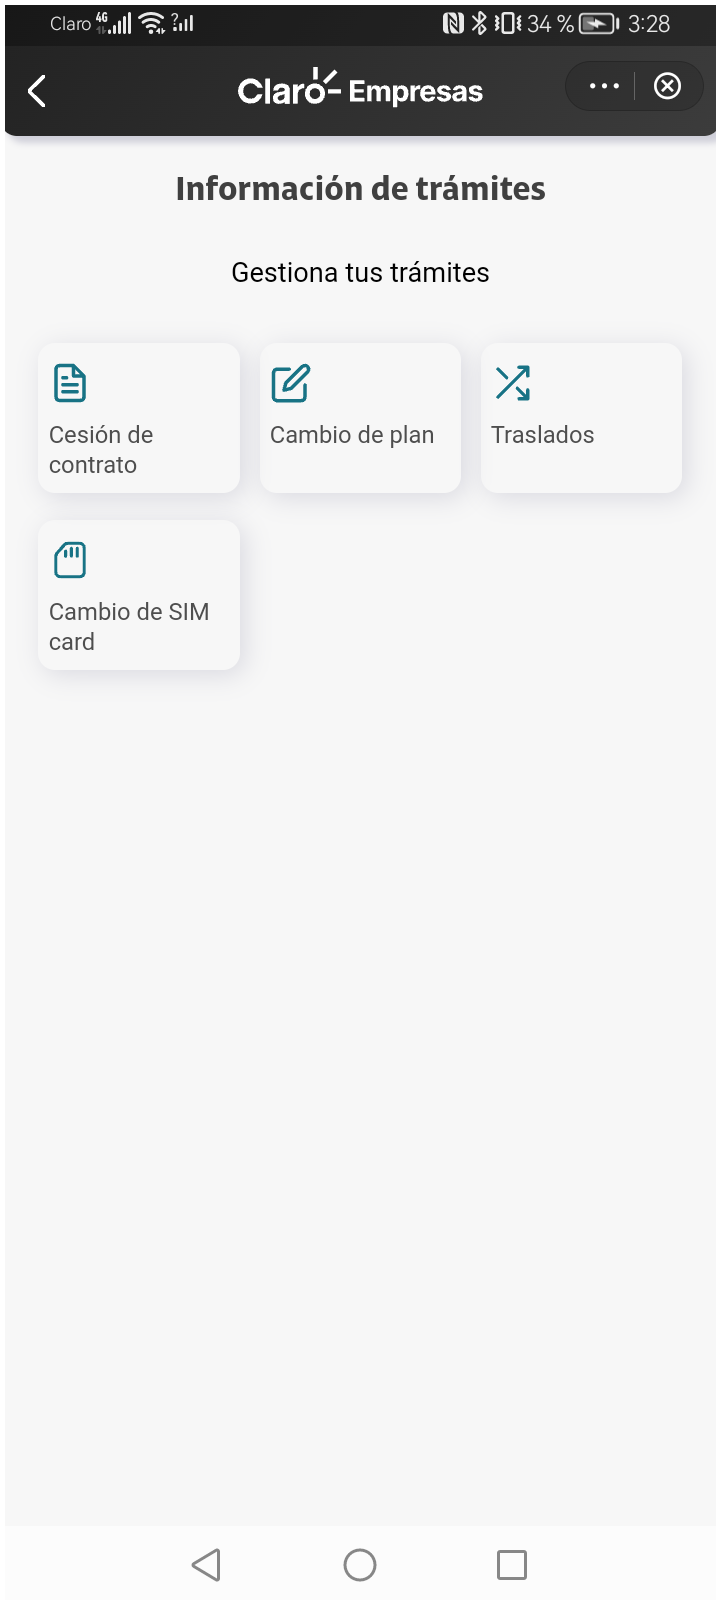 Claro 4G ? 34 % 3:28
Claro Empresas
Información de trámites
Gestiona tus trámites
Cesión de
contrato
Cambio de plan
Traslados
Cambio de SIM
card